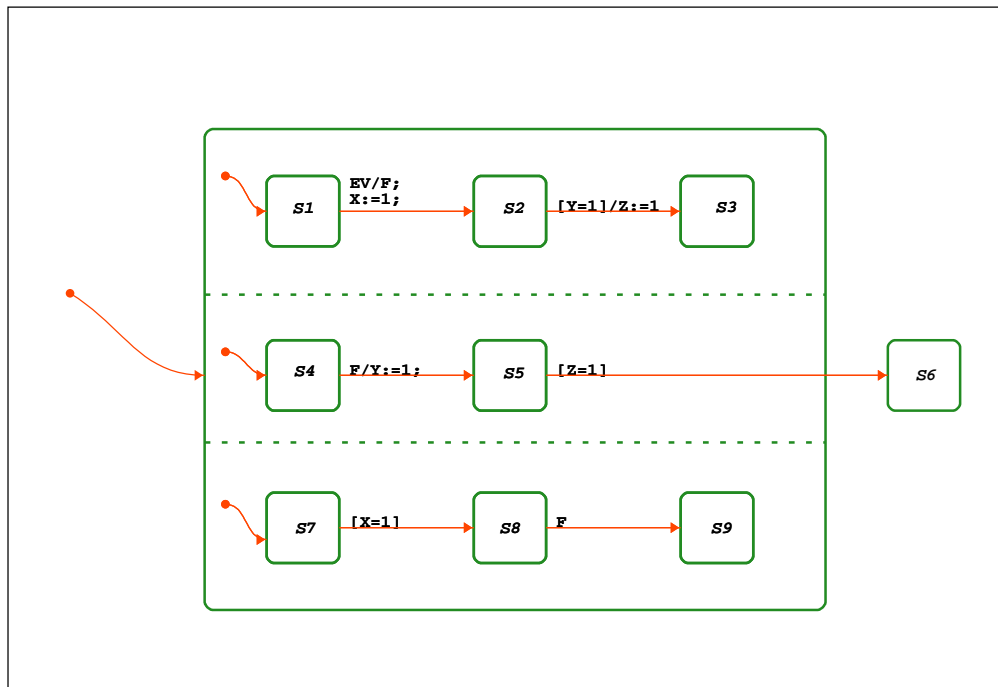 EV/F;
X:=1;
S1
S2
[Y=1]/Z:=1
S3
S4
F/Y:=1;
S5
[Z=1]
S6
S7
[X=1]
S8
F
S9